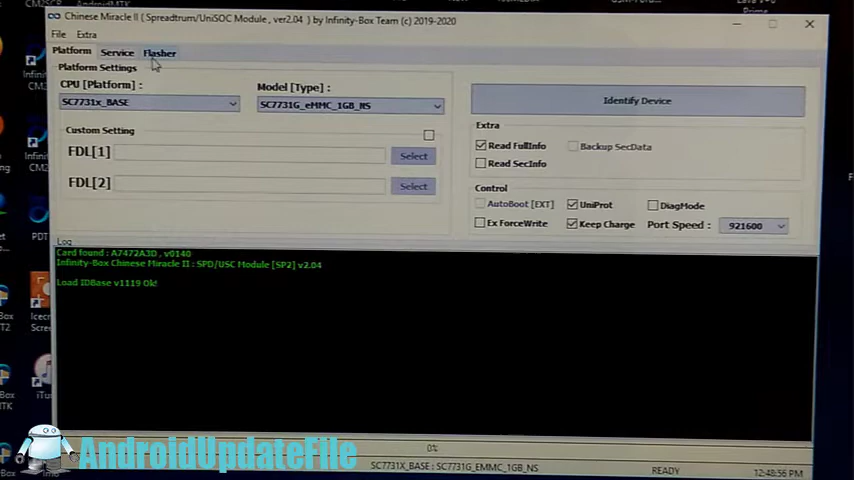 Chinese Miracle II ( Spreadtrum/UniSOC Module , ver2.04 ) by Infinity-Box Team (c) 2019-2020
File Extra
Platform Service Flasher
Platform Settings
CPU [Platform] : Model [Type] :
SC7731x_BASE SC7731G_eMMC_1GB_NS
Identify Device
Custom Setting
FDL[1] Select
FDL[2] Select
Extra
Read FullInfo Backup SecData
Read SecInfo
Control
AutoBoot [EXT] UniProt DiagMode
Ex ForceWrite Keep Charge Port Speed : 921600
Log
Card found : A7472A3D , v0140
Infinity-Box Chinese Miracle II : SPD/USC Module [SP2] v2.04
Load IDBase v1119 Ok!
0%
SC7731X_BASE : SC7731G_EMMC_1GB_NS READY 12:48:56 PM
AndroidUpdateFile